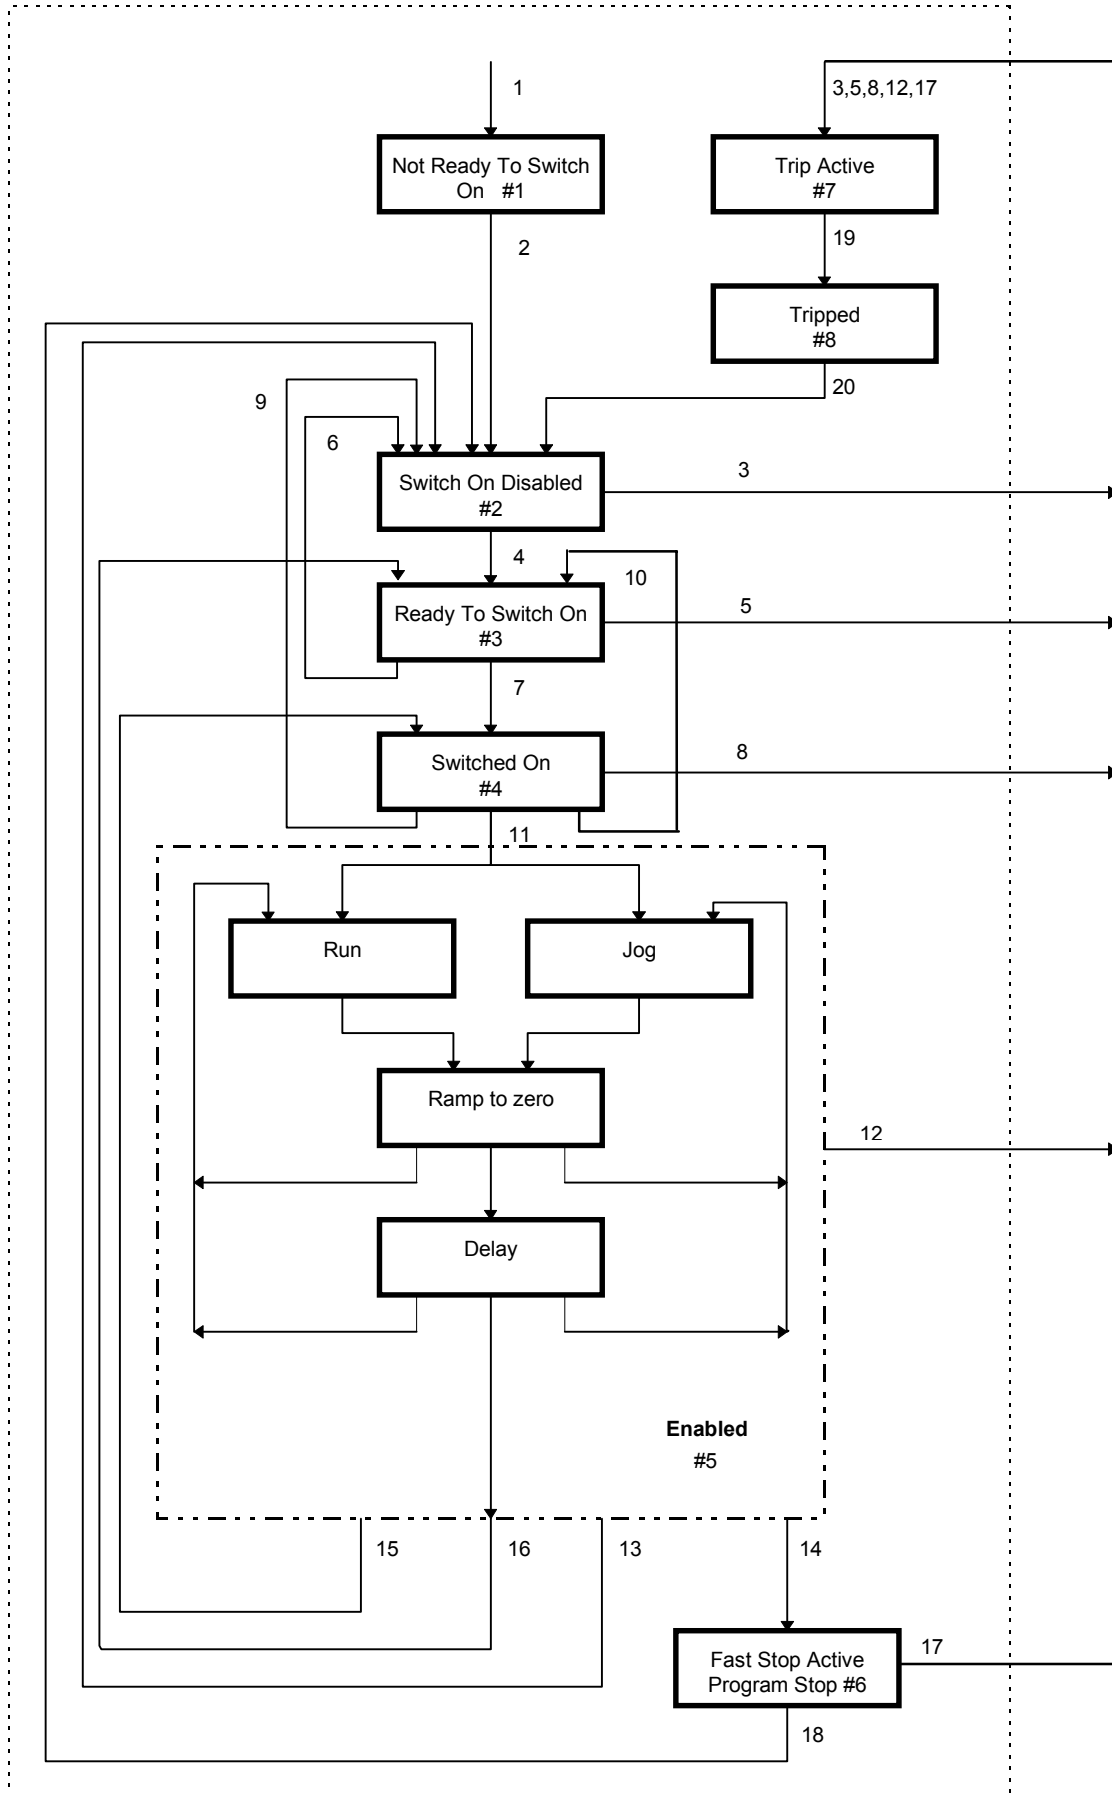 1
3,5,8,12,17
Not Ready To Switch
On #1
Trip Active
#7
2
19
Tripped
#8
20
9
6
Switch On Disabled
#2
3
4
10
Ready To Switch On
#3
5
7
Switched On
#4
8
11
Run
Jog
Ramp to zero
12
Delay
Enabled
#5
15
16
13
14
Fast Stop Active
Program Stop #6
17
18